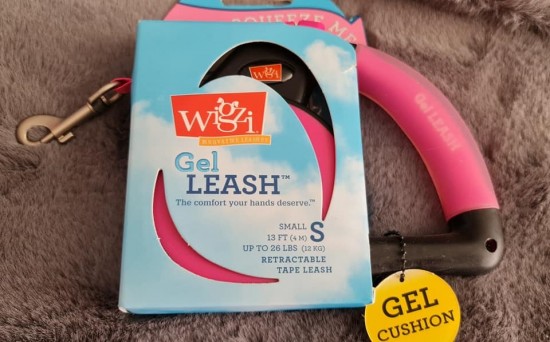 SQUEEZE ME
Wigzi
Wigzi
Gel
LEASH™
The comfort your hands deserve.™
SMALL S
13 FT (4 M)
UP TO 26 LBS (12 KG)
RETRACTABLE
TAPE LEASH
Gel LEASH
GEL
CUSHION